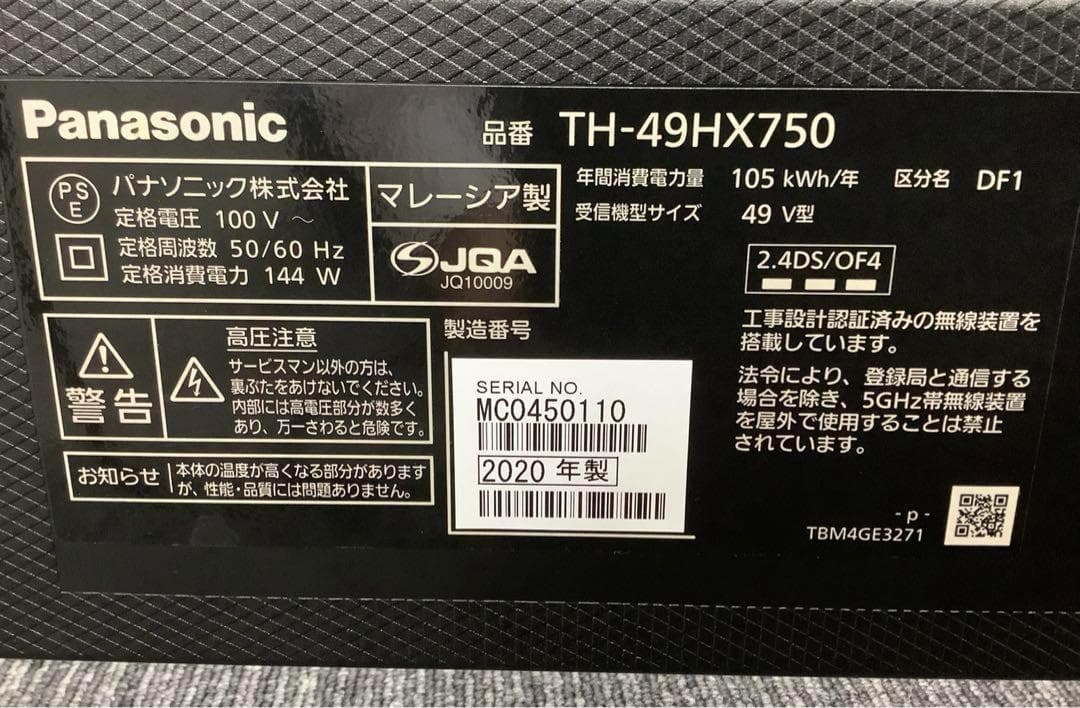 Panasonic
品番 TH-49HX750
PS
E
パナソニック株式会社
定格電圧 100 V ～
定格周波数 50/60 Hz
定格消費電力 144 W
マレーシア製
JQA
JQ10009
年間消費電力量 105 kWh/年 区分名 DF1
受信機型サイズ 49 V型
2.4DS/OF4
警告
高圧注意
サービスマン以外の方は、
裏ぶたをあけないでください。
内部には高電圧部分が数多く
あり、万一さわると危険です。
お知らせ
本体の温度が高くなる部分があります
が、性能・品質には問題ありません。
製造番号
SERIAL NO.
MC0450110
2020 年製
工事設計認証済みの無線装置を
搭載しています。
法令により、登録局と通信する
場合を除き、5GHz帯無線装置
を屋外で使用することは禁止
されています。
- p -
TBM4GE3271